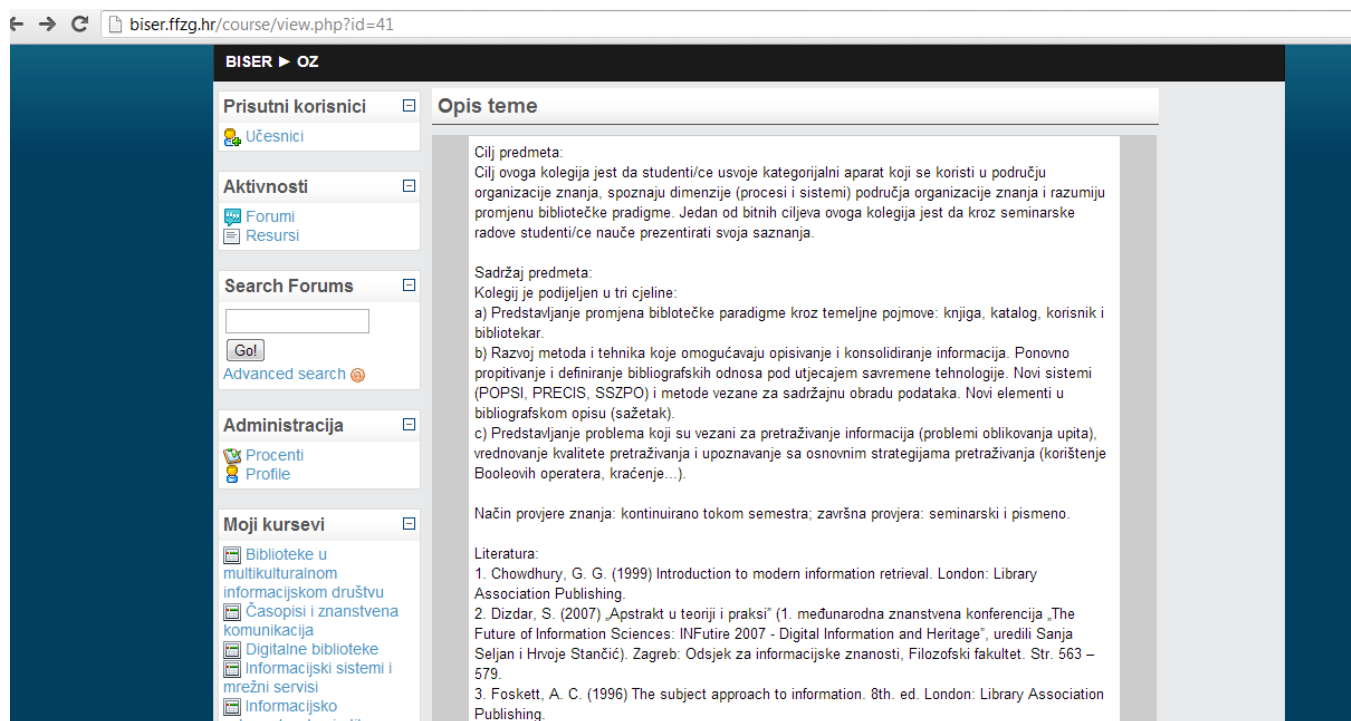 biser.ffzg.hr/course/view.php?id=41
BISER ► OZ
Prisutni korisnici
Učesnici
Aktivnosti
Forumi
Resursi
Search Forums
Go!
Advanced search
Administracija
Procenti
Profile
Moji kursevi
Biblioteke u
multikulturalnom
informacijskom društvu
Časopisi i znanstvena
komunikacija
Digitalne biblioteke
Informacijski sistemi i
mrežni servisi
Informacijsko
Opis teme
Cilj predmeta:
Cilj ovoga kolegija jest da studenti/ce usvoje kategorijalni aparat koji se koristi u području
organizacije znanja, spoznaju dimenzije (procesi i sistemi) područja organizacije znanja i razumiju
promjenu bibliotečke pradigme. Jedan od bitnih ciljeva ovoga kolegija jest da kroz seminarske
radove studenti/ce nauče prezentirati svoja saznanja.
Sadržaj predmeta:
Kolegij je podijeljen u tri cjeline:
a) Predstavljanje promjena biblotečke paradigme kroz temeljne pojmove: knjiga, katalog, korisnik i
bibliotekar.
b) Razvoj metoda i tehnika koje omogućavaju opisivanje i konsolidiranje informacija. Ponovno
propitivanje i definiranje bibliografskih odnosa pod utjecajem savremene tehnologije. Novi sistemi
(POPSI, PRECIS, SSZPO) i metode vezane za sadržajnu obradu podataka. Novi elementi u
bibliografskom opisu (sažetak).
c) Predstavljanje problema koji su vezani za pretraživanje informacija (problemi oblikovanja upita),
vrednovanje kvalitete pretraživanja i upoznavanje sa osnovnim strategijama pretraživanja (korištenje
Booleovih operatera, kraćenje...).
Način provjere znanja: kontinuirano tokom semestra; završna provjera: seminarski i pismeno.
Literatura:
1. Chowdhury, G. G. (1999) Introduction to modern information retrieval. London: Library
Association Publishing.
2. Dizdar, S. (2007) „Apstrakt u teoriji i praksi” (1. međunarodna znanstvena konferencija „The
Future of Information Sciences: INFutire 2007 - Digital Information and Heritage”, uredili Sanja
Seljan i Hrvoje Stančić). Zagreb: Odsjek za informacijske znanosti, Filozofski fakultet. Str. 563 –
579.
3. Foskett, A. C. (1996) The subject approach to information. 8th. ed. London: Library Association
Publishing.